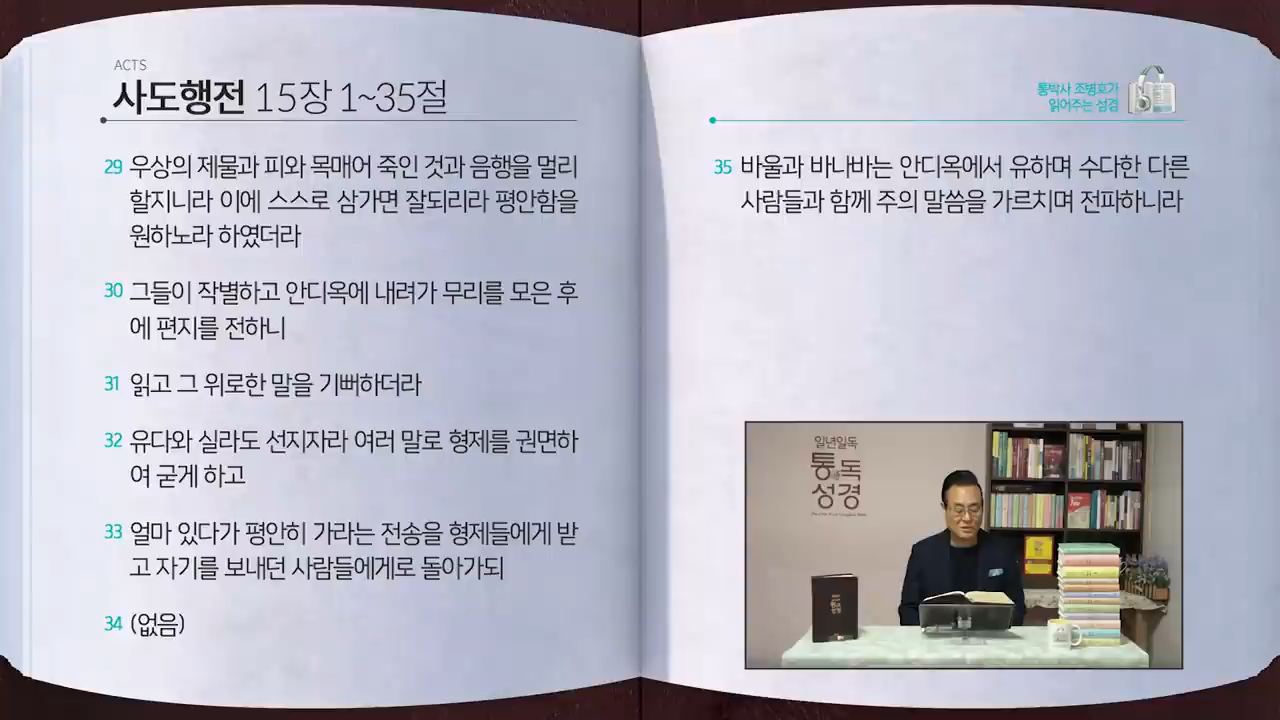 ACTS
사도행전 15장 1~35절
29 우상의 제물과 피와 목매어 죽인 것과 음행을 멀리
할지니라 이에 스스로 삼가면 잘되리라 평안함을
원하노라 하였더라
30 그들이 작별하고 안디옥에 내려가 무리를 모은 후
에 편지를 전하니
31 읽고 그 위로한 말을 기뻐하더라
32 유다와 실라도 선지자라 여러 말로 형제를 권면하
여 굳게 하고
33 얼마 있다가 평안히 가라는 전송을 형제들에게 받
고 자기를 보내던 사람들에게로 돌아가되
34 (없음)
통박사 조병호가
읽어주는 성경
35 바울과 바나바는 안디옥에서 유하며 수다한 다른
사람들과 함께 주의 말씀을 가르치며 전파하니라
일년일독
통독
성경